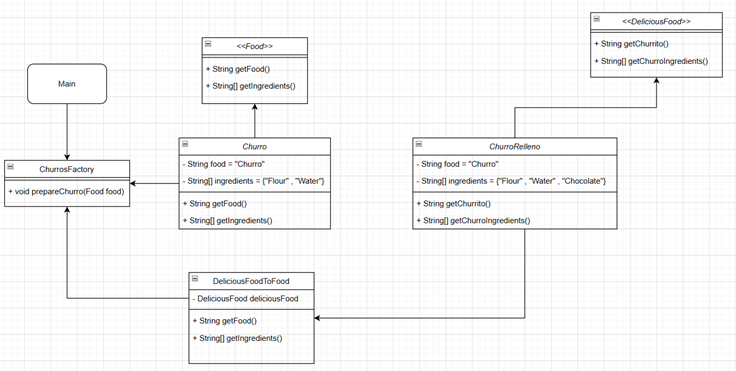 <<DeliciousFood>>
+ String getChurrito()
+ String[] getChurroIngredients()
<<Food>>
+ String getFood()
+ String[] getIngredients()
Main
Churro
- String food = "Churro"
- String[] ingredients = {"Flour" , "Water"}
+ String getFood()
+ String[] getIngredients()
ChurroRelleno
- String food = "Churro"
- String[] ingredients = {"Flour" , "Water" , "Chocolate"}
+ String getChurrito()
+ String[] getChurroIngredients()
ChurrosFactory
+ void prepareChurro(Food food)
DeliciousFoodToFood
- DeliciousFood deliciousFood
+ String getFood()
+ String[] getIngredients()